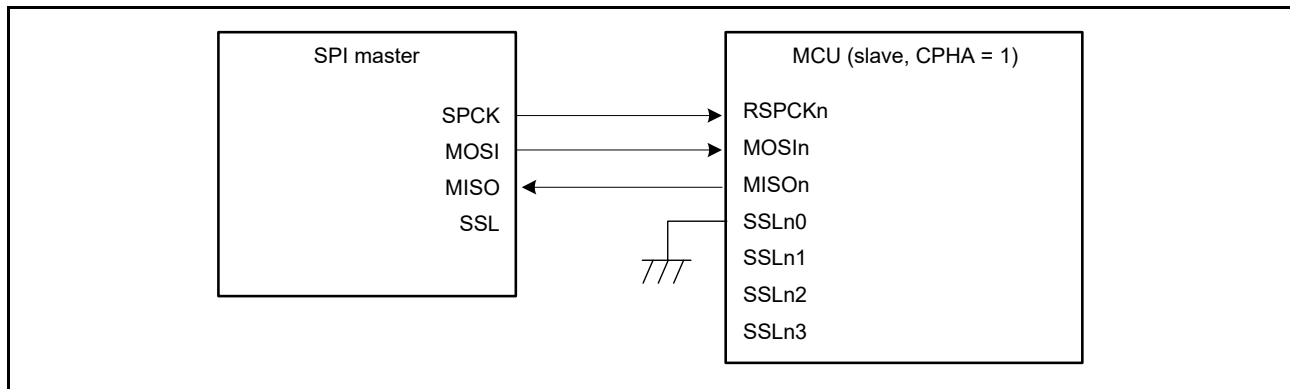 SPI master
SPCK
MOSI
MISO
SSL
MCU (slave, CPHA = 1)
RSPCKn
MOSIn
MISOn
SSLn0
SSLn1
SSLn2
SSLn3